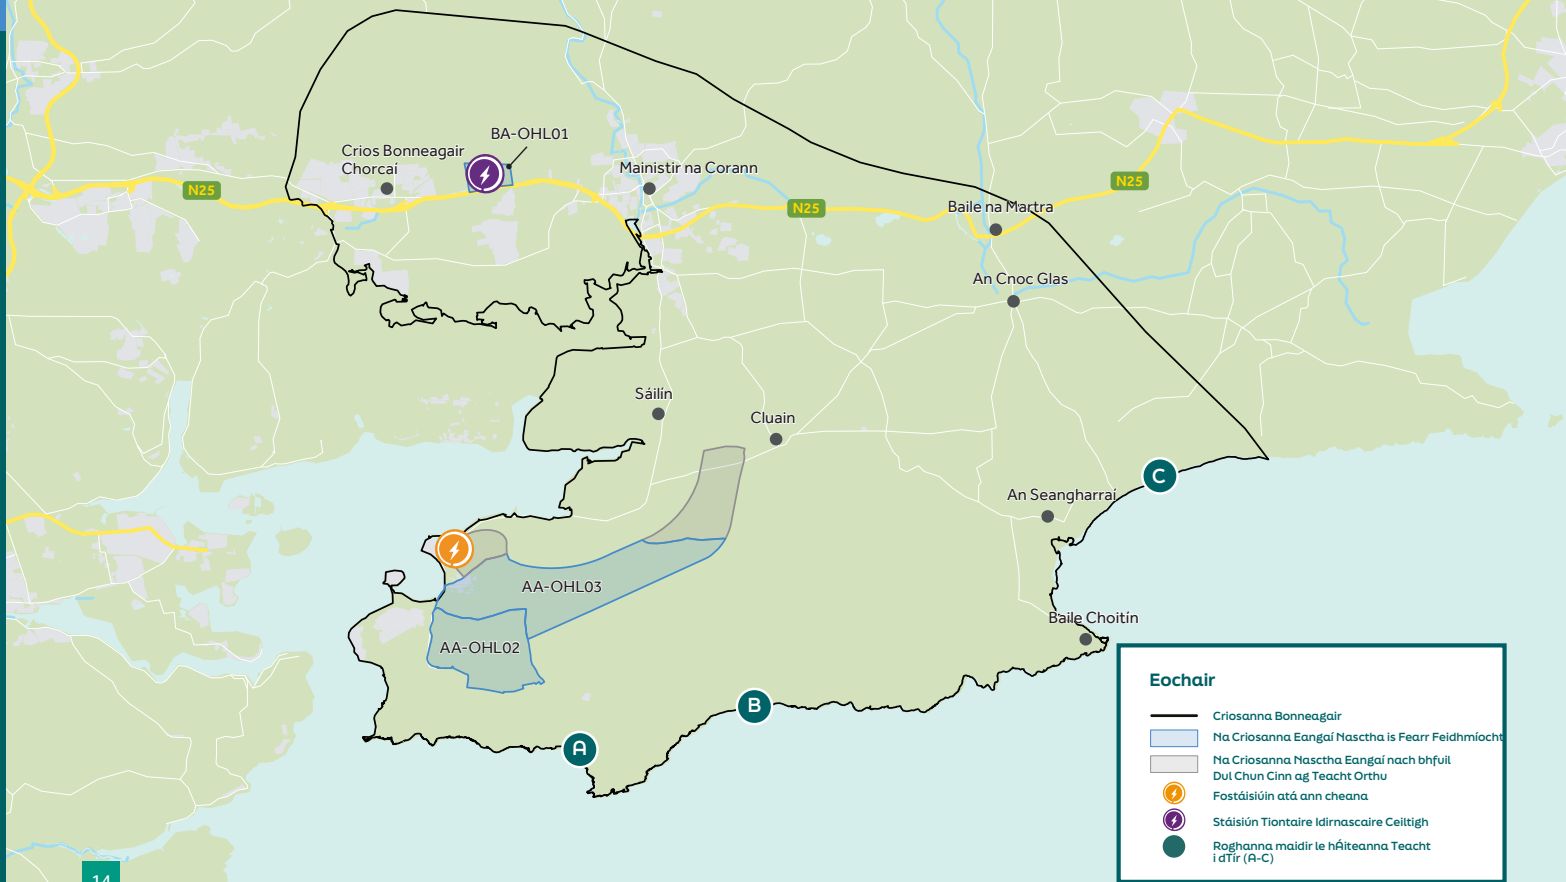 BA-OHL01
Crios Bonneagair
Chorcaí
Mainistir na Corann
N25
N25
N25
Baile na Martra
An Cnoc Glas
Sáilín
Cluain
C
An Seangharraí
AA-OHL03
Baile Choitín
AA-OHL02
B
A
Eochair
Criosanna Bonneagair
Na Criosanna Eangaí Nasctha is Fearr Feidhmíocht
Na Criosanna Nasctha Eangaí nach bhfuil
Dul Chun Cinn ag Teacht Orthu
Fostáisiúin atá ann cheana
Stáisiún Tiontaire Idirnascaire Ceiltigh
Roghanna maidir le hÁiteanna Teacht
i dTír (A-C)
14